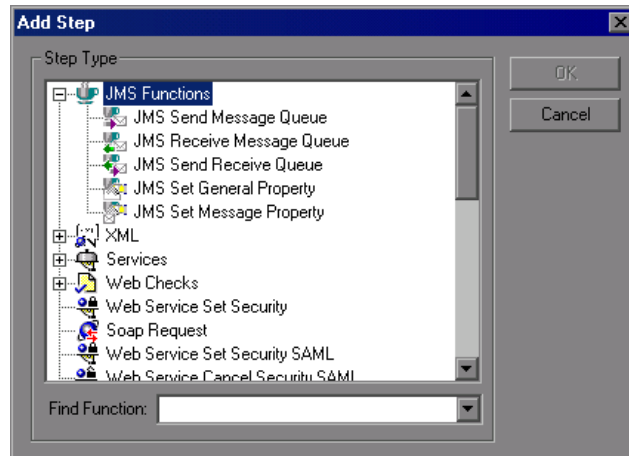 Add Step
Step Type
JMS Functions
JMS Send Message Queue
JMS Receive Message Queue
JMS Send Receive Queue
JMS Set General Property
JMS Set Message Property
XML
Services
Web Checks
Web Service Set Security
Soap Request
Web Service Set Security SAML
Web Service Cancel Security SAML
Find Function:
OK
Cancel